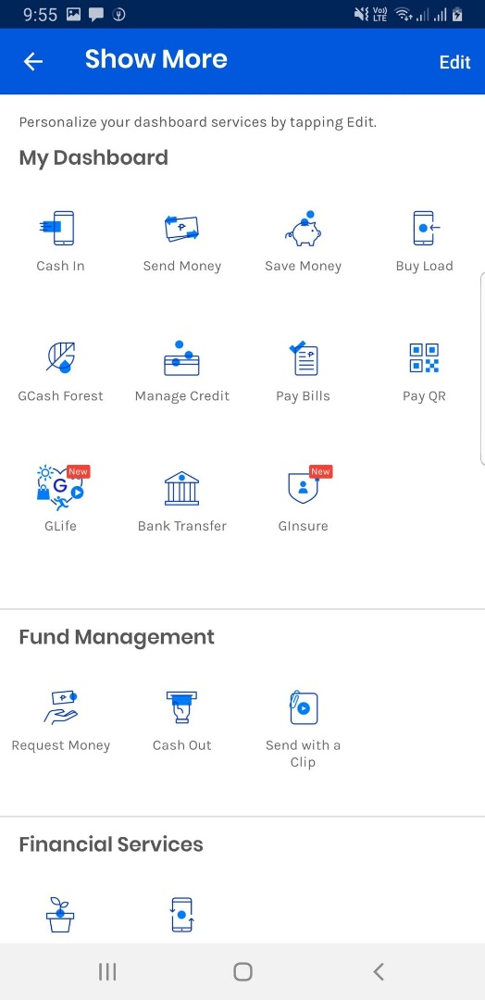 9:55
Vo)) LTE
Show More
Edit
Personalize your dashboard services by tapping Edit.
My Dashboard
Cash In
Send Money
Save Money
Buy Load
GCash Forest
Manage Credit
Pay Bills
Pay QR
New
G
New
GLife
Bank Transfer
GInsure
Fund Management
Request Money
Cash Out
Send with a
Clip
Financial Services